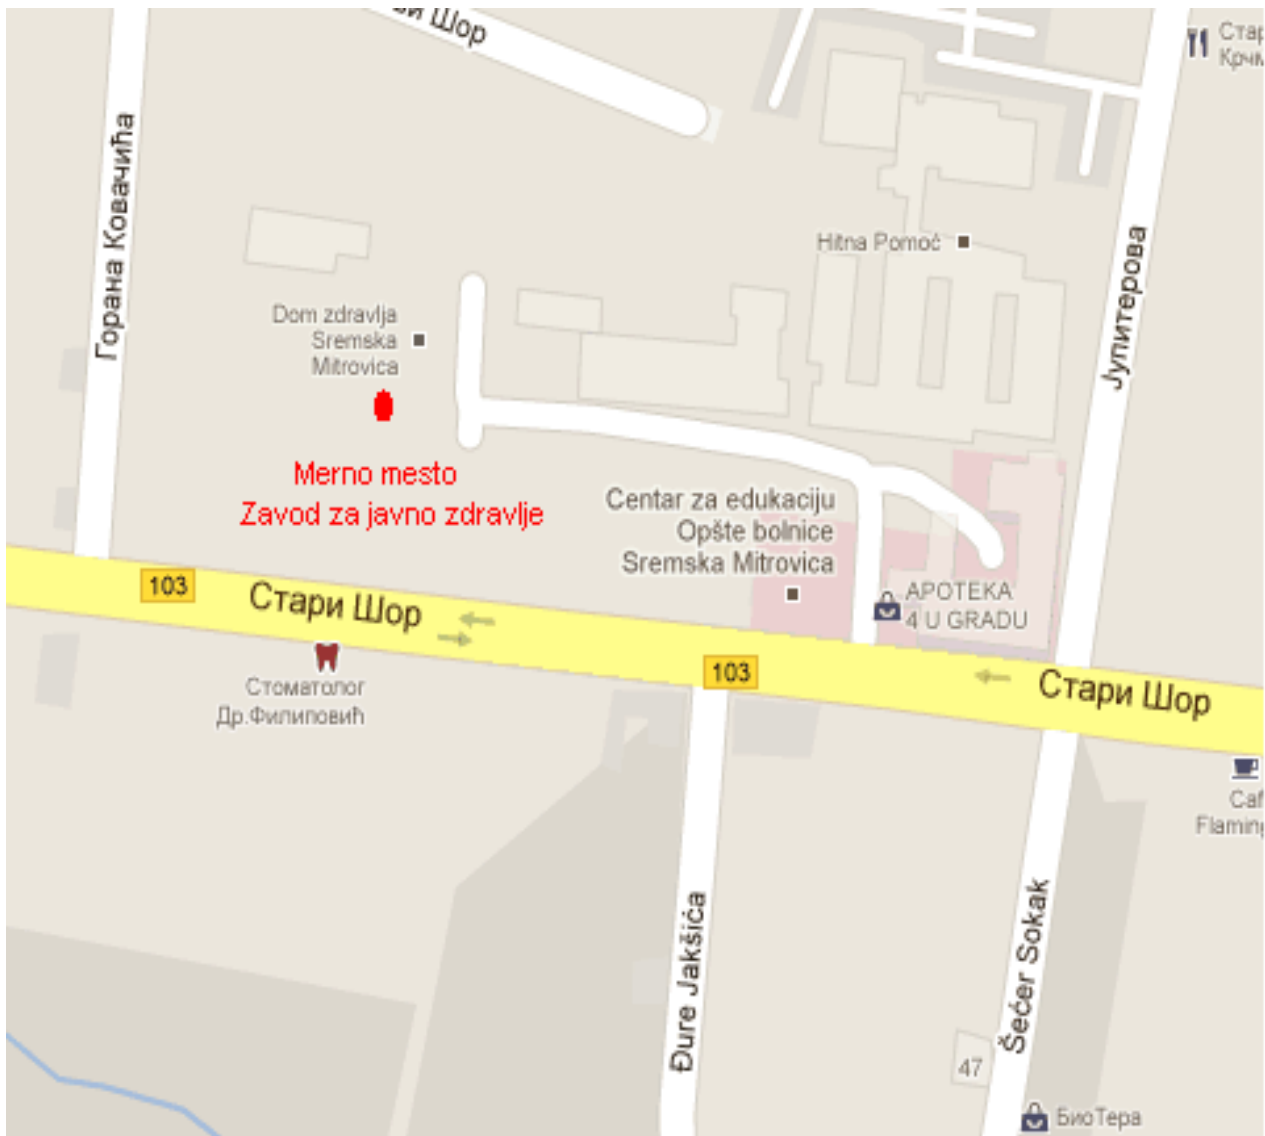 Шор
Горана Ковачића
Hitna Pomoć
Јупитерова
Dom zdravlja
Sremska
Mitrovica
Merno mesto
Zavod za javno zdravlje
Centar za edukaciju
Opšte bolnice
Sremska Mitrovica
103
Стари Шор
APOTEKA
4 U GRADU
Стоматолог
Др.Филиповић
103
Стари Шор
Đure Jakšića
Šećer Sokak
47
БиоТера